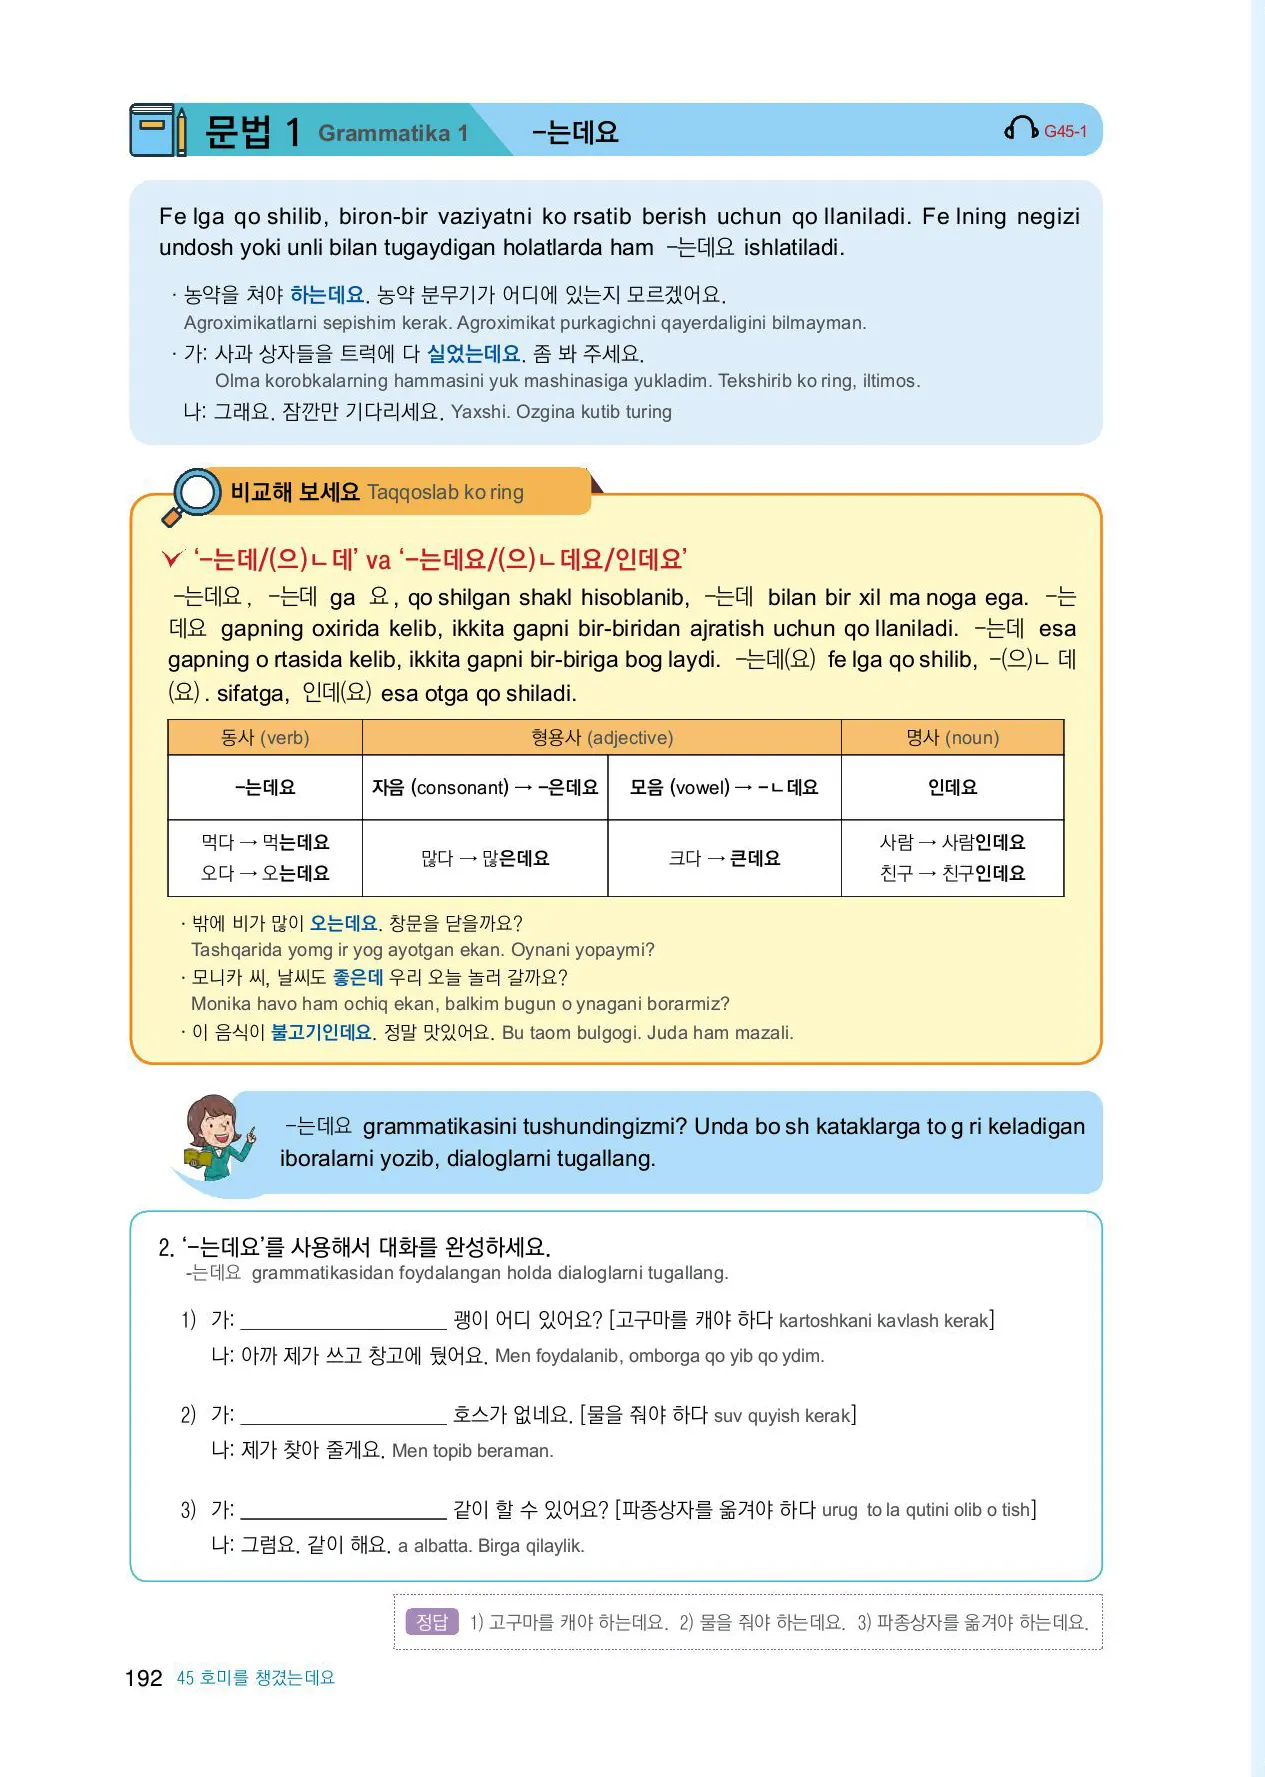 문법 1 Grammatika 1 -는데요 G45-1
Fe lga qo shilib, biron-bir vaziyatni ko rsatib berish uchun qo llaniladi. Fe lning negizi
undosh yoki unli bilan tugaydigan holatlarda ham -는데요 ishlatiladi.
· 농약을 쳐야 하는데요. 농약 분무기가 어디에 있는지 모르겠어요.
Agroximikatlarni sepishim kerak. Agroximikat purkagichni qayerdaligini bilmayman.
· 가: 사과 상자들을 트럭에 다 실었는데요. 좀 봐 주세요.
Olma korobkalarning hammasini yuk mashinasiga yukladim. Tekshirib ko ring, iltimos.
나: 그래요. 잠깐만 기다리세요. Yaxshi. Ozgina kutib turing
비교해 보세요 Taqqoslab ko ring
‘-는데/(으)ㄴ데’ va ‘-는데요/(으)ㄴ데요/인데요’
-는데요, -는데 ga 요, qo shilgan shakl hisoblanib, -는데 bilan bir xil ma noga ega. -는
데요 gapning oxirida kelib, ikkita gapni bir-biridan ajratish uchun qo llaniladi. -는데 esa
gapning o rtasida kelib, ikkita gapni bir-biriga bog laydi. -는데(요) fe lga qo shilib, -(으)ㄴ데
(요). sifatga, 인데(요) esa otga qo shiladi.
동사 (verb) 형용사 (adjective) 명사 (noun)
-는데요 자음 (consonant) → -은데요 모음 (vowel) → -ㄴ데요 인데요
먹다 → 먹는데요
오다 → 오는데요
많다 → 많은데요
크다 → 큰데요
사람 → 사람인데요
친구 → 친구인데요
· 밖에 비가 많이 오는데요. 창문을 닫을까요?
Tashqarida yomg ir yog ayotgan ekan. Oynani yopaymi?
· 모니카 씨, 날씨도 좋은데 우리 오늘 놀러 갈까요?
Monika havo ham ochiq ekan, balkim bugun o ynagani borarmiz?
· 이 음식이 불고기인데요. 정말 맛있어요. Bu taom bulgogi. Juda ham mazali.
-는데요 grammatikasini tushundingizmi? Unda bo sh kataklarga to g ri keladigan
iboralarni yozib, dialoglarni tugallang.
2. ‘-는데요’를 사용해서 대화를 완성하세요.
-는데요 grammatikasidan foydalangan holda dialoglarni tugallang.
1) 가: ____________________ 괭이 어디 있어요? [고구마를 캐야 하다 kartoshkani kavlash kerak]
나: 아까 제가 쓰고 창고에 뒀어요. Men foydalanib, omborga qo yib qo ydim.
2) 가: ____________________ 호스가 없네요. [물을 줘야 하다 suv quyish kerak]
나: 제가 찾아 줄게요. Men topib beraman.
3) 가: ____________________ 같이 할 수 있어요? [파종상자를 옮겨야 하다 urug to la qutini olib o tish]
나: 그럼요. 같이 해요. a albatta. Birga qilaylik.
정답 1) 고구마를 캐야 하는데요. 2) 물을 줘야 하는데요. 3) 파종상자를 옮겨야 하는데요.
192 45 호미를 챙겼는데요